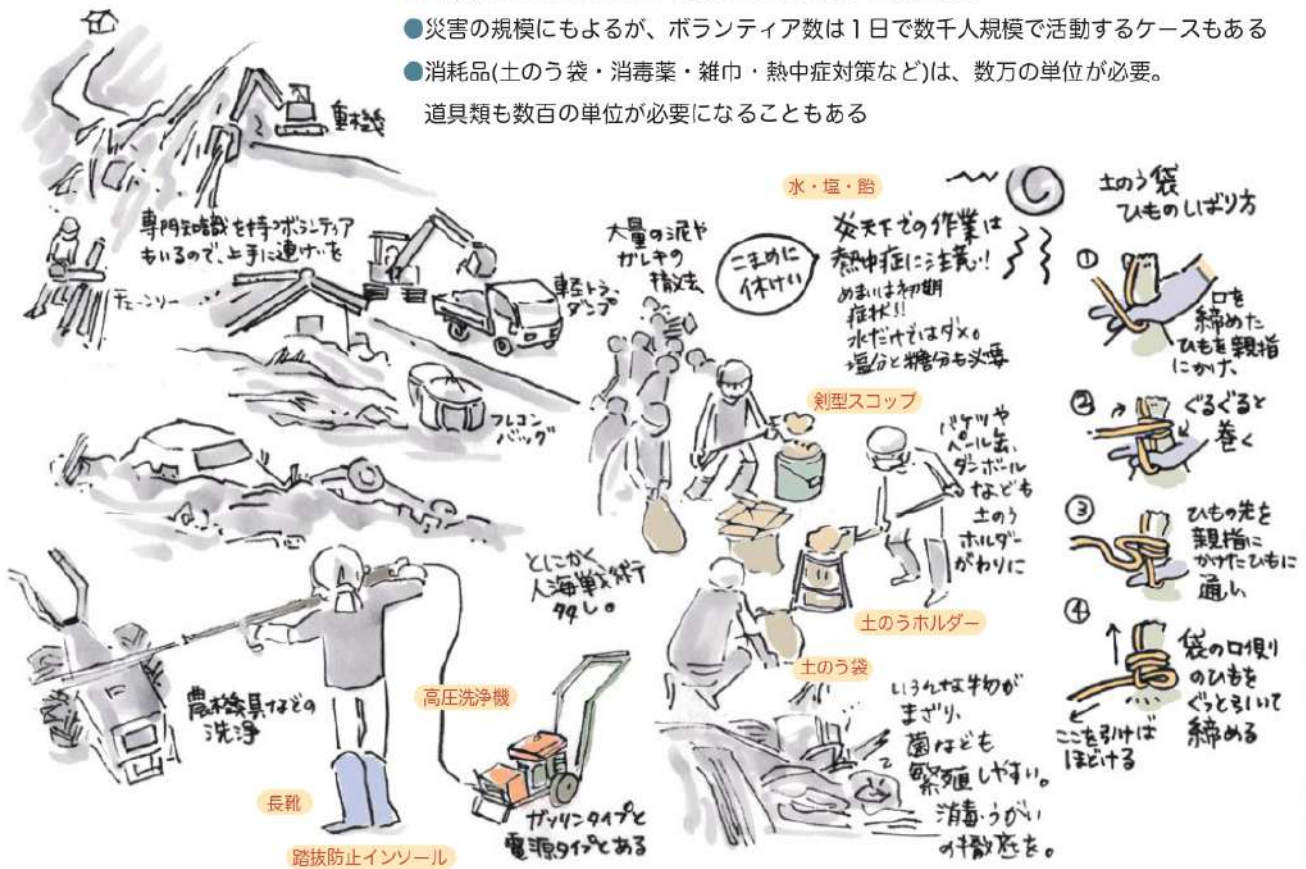 ●災害の規模にもよるが、ボランティア数は1日で数千人規模で活動するケースもある
●消耗品(土のう袋・消毒薬・雑巾・熱中症対策など)は、数万の単位が必要。
道具類も数百の単位が必要になることもある
重機
専門知識を持つボランティア
もいるので、上手に連けいを
チェーンソー
軽トラ、
ダンプ
フレコン
バッグ
大量の泥や
ガレキの
撤去
水・塩・飴
こまめに
休けい
炎天下での作業は
熱中症に注意!!
めまいは初期
症状!!
水だけではダメ。
塩分と糖分も必要
剣型スコップ
バケツや
ペール缶、
ダンボール
なども
土のう
ホルダー
がわりに
土のうホルダー
土のう袋
とにかく
人海戦術
多し。
農機具などの
洗浄
高圧洗浄機
長靴
踏抜防止インソール
ガソリンタイプと
電源タイプとある
いろんな物が
まざり、
菌なども
繁殖しやすい。
消毒・うがい
の徹底を。
土のう袋
ひものしばり方
①
口を
締めた
ひもを親指
にかけ、
②
ぐるぐると
巻く
③
ひもの先を
親指に
かけたひもに
通し
④
袋の口側
のひもを
ぐっと引いて
締める
ここを引けば
ほどける